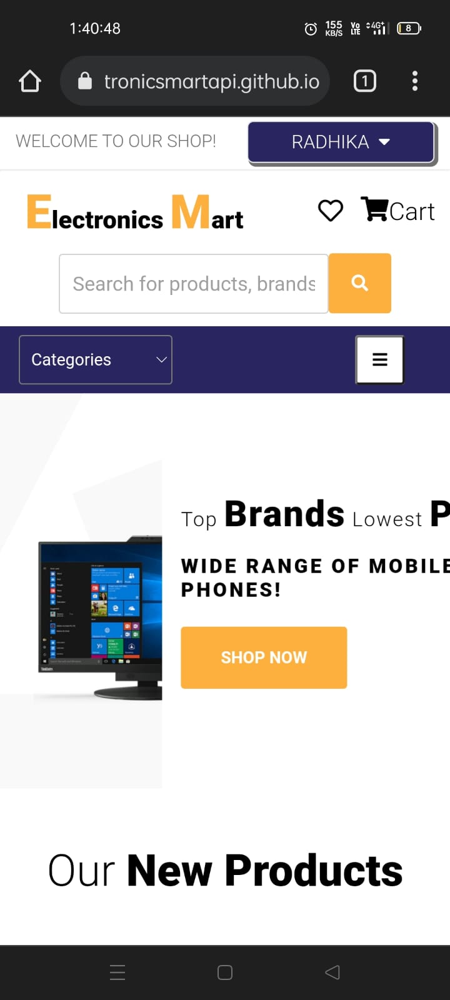 1:40:48
155 KB/S Vo LTE 4G+ 8
tronicsmartapi.github.io
1
WELCOME TO OUR SHOP!
RADHIKA
Electronics Mart
Cart
Search for products, brands
Categories
Top Brands Lowest P
WIDE RANGE OF MOBILE
PHONES!
SHOP NOW
Our New Products